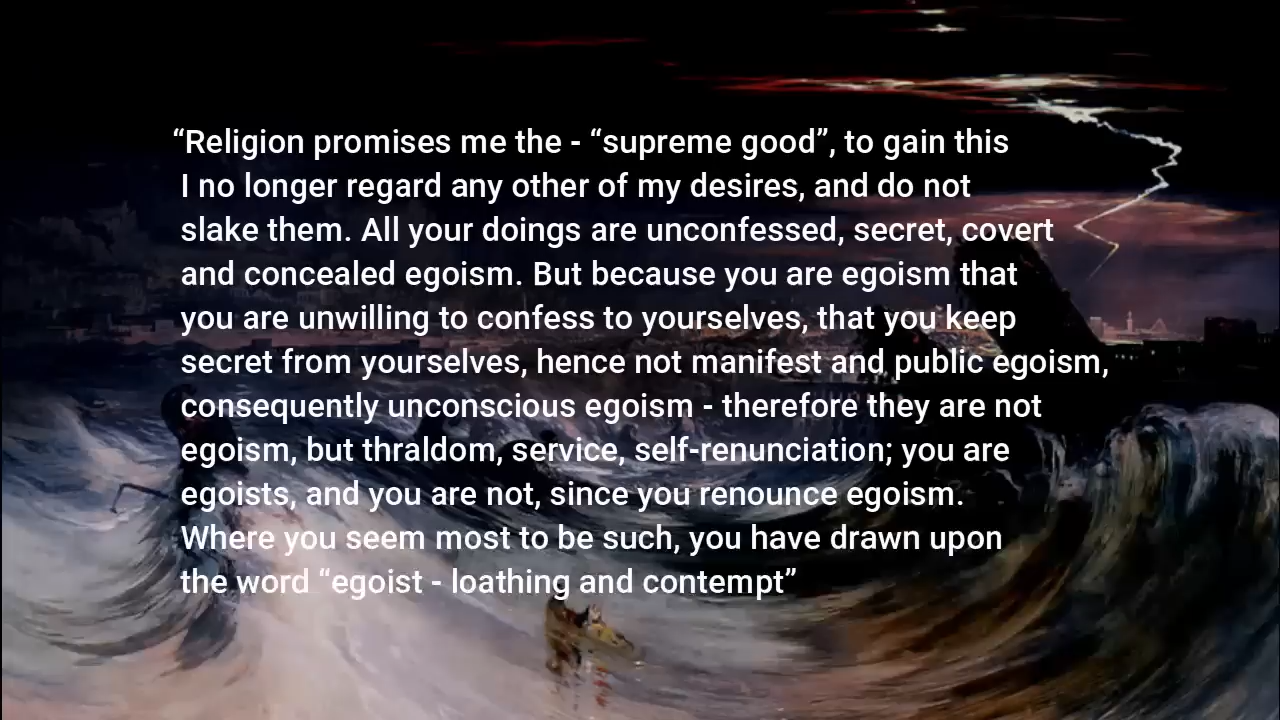 “Religion promises me the - “supreme good”, to gain this
I no longer regard any other of my desires, and do not
slake them. All your doings are unconfessed, secret, covert
and concealed egoism. But because you are egoism that
you are unwilling to confess to yourselves, that you keep
secret from yourselves, hence not manifest and public egoism,
consequently unconscious egoism - therefore they are not
egoism, but thraldom, service, self-renunciation; you are
egoists, and you are not, since you renounce egoism.
Where you seem most to be such, you have drawn upon
the word “egoist - loathing and contempt”